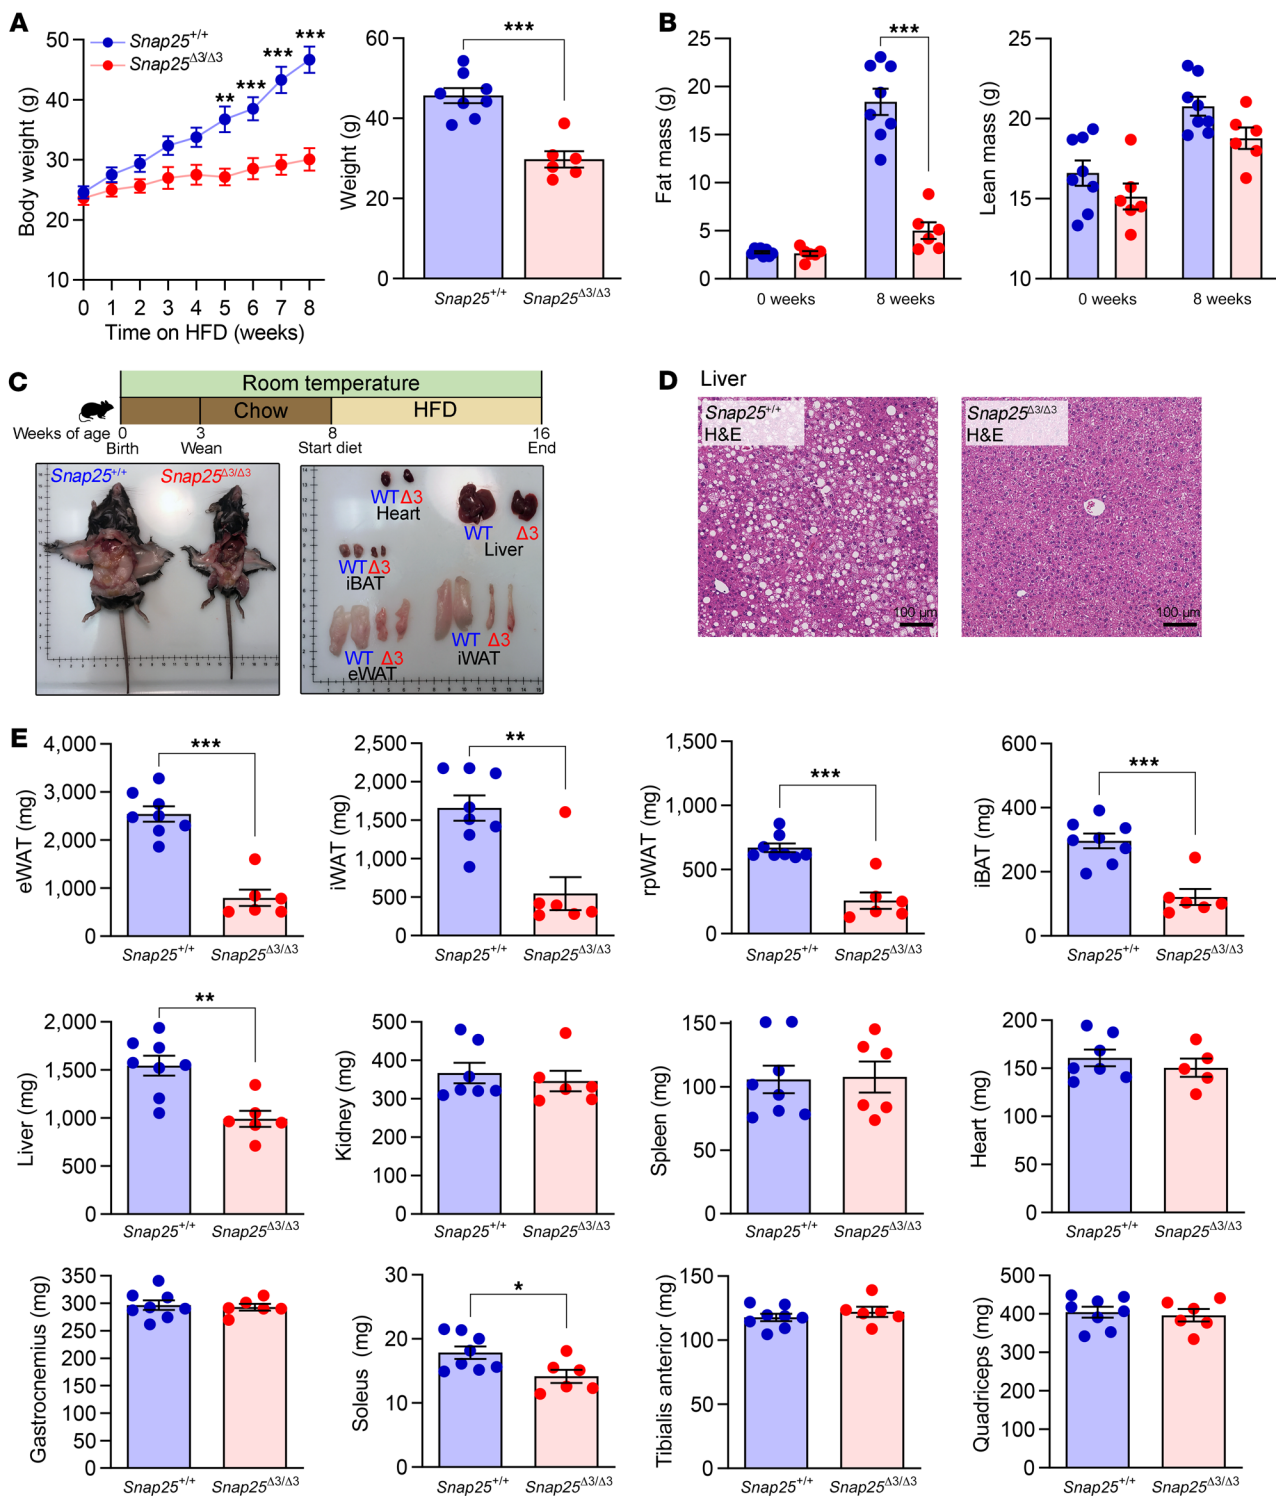 A
Snap25+/+
Snap25Δ3/Δ3
** *** *** ***
Body weight (g)
50
40
30
20
10
0 1 2 3 4 5 6 7 8
Time on HFD (weeks)
***
Weight (g)
60
40
20
0
Snap25+/+ Snap25Δ3/Δ3
B
***
Fat mass (g)
25
20
15
10
5
0
0 weeks 8 weeks
Lean mass (g)
25
20
15
10
0 weeks 8 weeks
C
Room temperature
Chow HFD
Weeks of age 0 3 8 16
Birth Wean Start diet End
Snap25+/+ Snap25Δ3/Δ3
WT Δ3
Heart
WT Δ3
Liver
WT Δ3
iBAT
WT Δ3
eWAT
WT Δ3
iWAT
D
Liver
Snap25+/+
H&E
100 μm
Snap25Δ3/Δ3
H&E
100 μm
E
***
eWAT (mg)
4,000
3,000
2,000
1,000
0
Snap25+/+ Snap25Δ3/Δ3
**
iWAT (mg)
2,500
2,000
1,500
1,000
500
0
Snap25+/+ Snap25Δ3/Δ3
***
rpWAT (mg)
1,500
1,000
500
0
Snap25+/+ Snap25Δ3/Δ3
***
iBAT (mg)
600
400
200
0
Snap25+/+ Snap25Δ3/Δ3
**
Liver (mg)
2,000
1,500
1,000
500
0
Snap25+/+ Snap25Δ3/Δ3
Kidney (mg)
500
400
300
200
100
0
Snap25+/+ Snap25Δ3/Δ3
Spleen (mg)
150
100
50
0
Snap25+/+ Snap25Δ3/Δ3
Heart (mg)
200
150
100
50
0
Snap25+/+ Snap25Δ3/Δ3
Gastrocnemius (mg)
350
300
250
200
150
100
50
0
Snap25+/+ Snap25Δ3/Δ3
*
Soleus (mg)
30
20
10
0
Snap25+/+ Snap25Δ3/Δ3
Tibialis anterior (mg)
150
100
50
0
Snap25+/+ Snap25Δ3/Δ3
Quadriceps (mg)
500
400
300
200
100
0
Snap25+/+ Snap25Δ3/Δ3